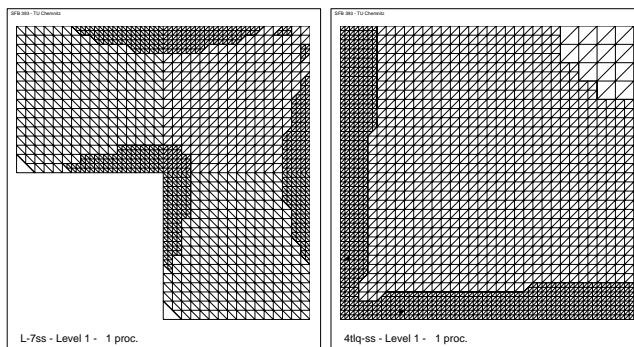 SFB 393 - TU Chemnitz
L-7ss - Level 1 - 1 proc.
SFB 393 - TU Chemnitz
4tlq-ss - Level 1 - 1 proc.